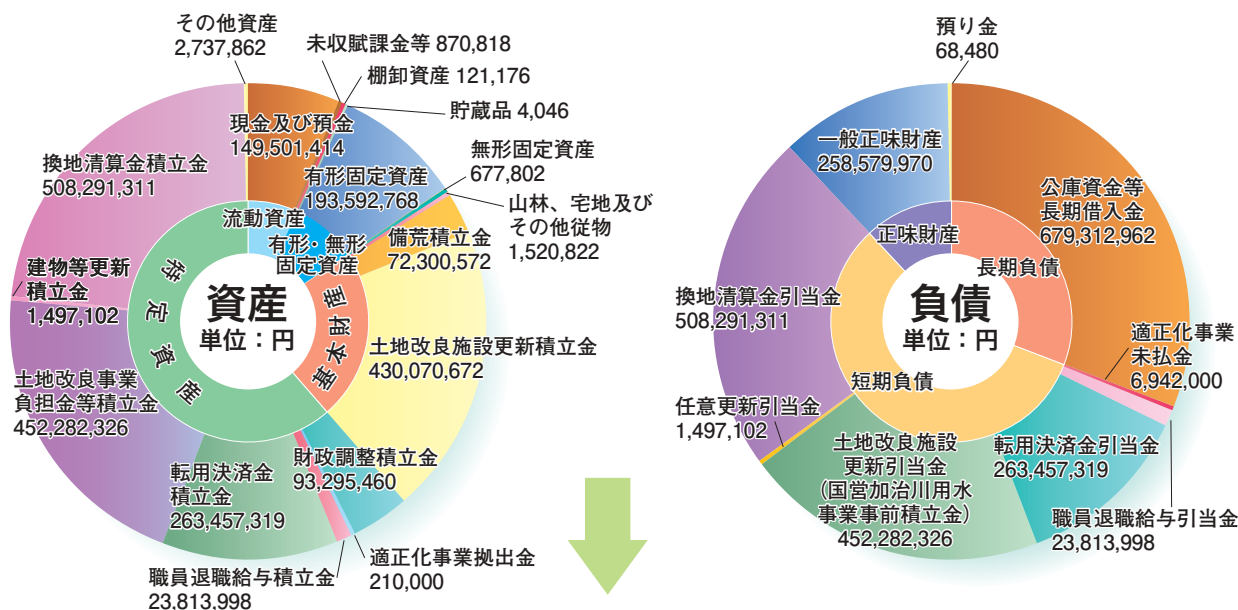 その他資産
2,737,862
未収賦課金等 870,818
棚卸資産 121,176
貯蔵品 4,046
現金及び預金
149,501,414
有形固定資産
193,592,768
無形固定資産
677,802
山林、宅地及び
その他従物
1,520,822
備荒積立金
72,300,572
土地改良施設更新積立金
430,070,672
財政調整積立金
93,295,460
適正化事業拠出金
210,000
職員退職給与積立金
23,813,998
転用決済金
積立金
263,457,319
土地改良事業
負担金等積立金
452,282,326
建物等更新
積立金
1,497,102
換地清算金積立金
508,291,311
流動資産
有形・無形
固定資産
基本財産
特定資産
資産
単位：円
預り金
68,480
公庫資金等
長期借入金
679,312,962
適正化事業
未払金
6,942,000
職員退職給与引当金
23,813,998
転用決済金引当金
263,457,319
土地改良施設
更新引当金
（国営加治川用水
事業事前積立金）
452,282,326
任意更新引当金
1,497,102
換地清算金引当金
508,291,311
一般正味財産
258,579,970
正味財産
長期負債
短期負債
負債
単位：円